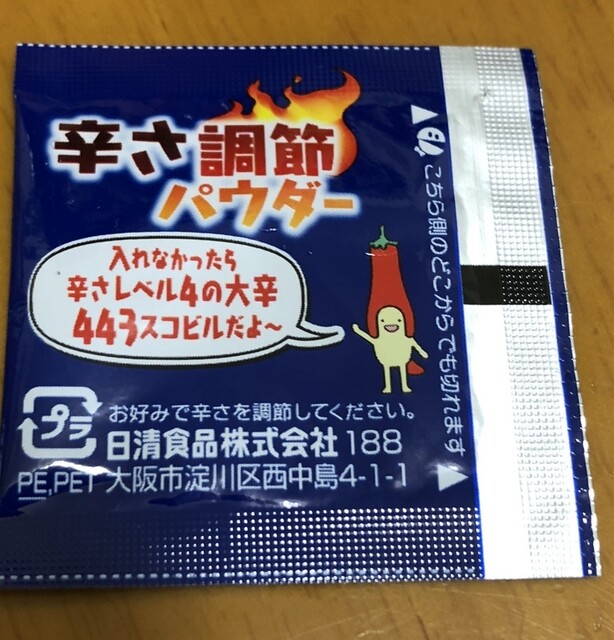 辛さ調節
パウダー
入れなかったら
辛さレベル4の大辛
443スコビルだよ～
お好みで辛さを調節してください。
プラ
日清食品株式会社 188
PE,PET 大阪市淀川区西中島4-1-1
こちら側のどこからでも切れます